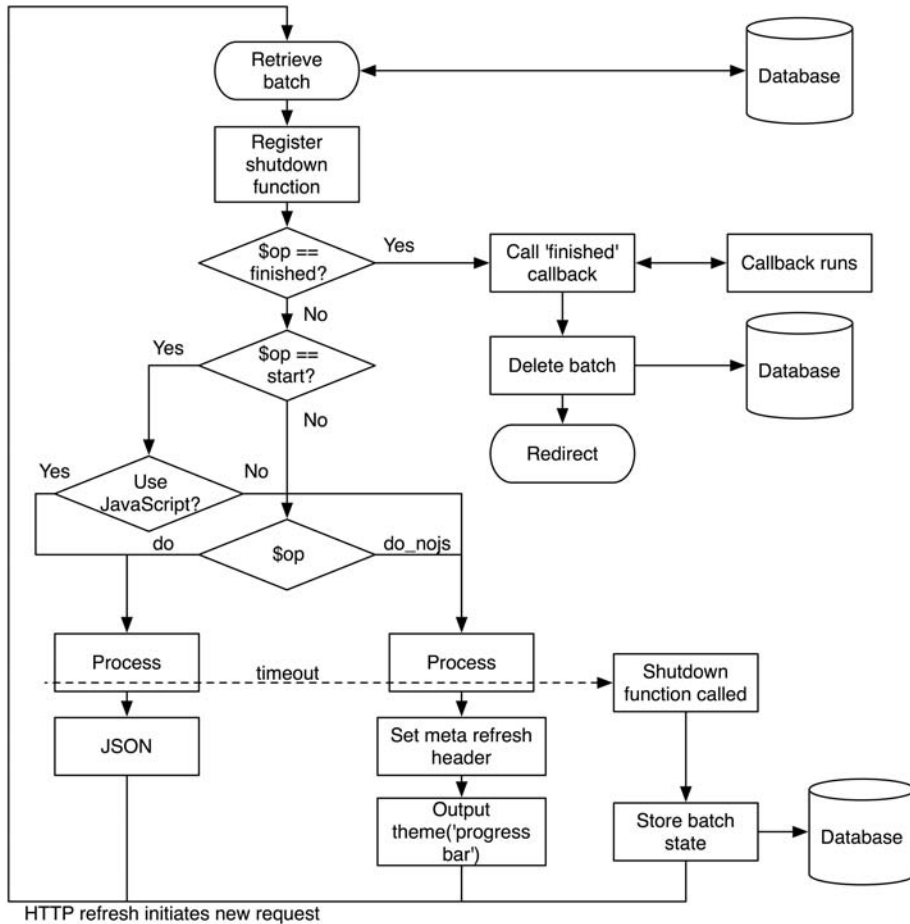 Retrieve
batch
Database
Register
shutdown
function
$op ==
finished?
Yes
Call 'finished'
callback
Callback runs
No
$op ==
start?
Yes
Delete batch
Database
No
Redirect
Yes
Use
JavaScript?
No
do
$op
do_nojs
Process
timeout
Process
Shutdown
function called
JSON
Set meta refresh
header
Output
theme('progress
bar')
Store batch
state
Database
HTTP refresh initiates new request